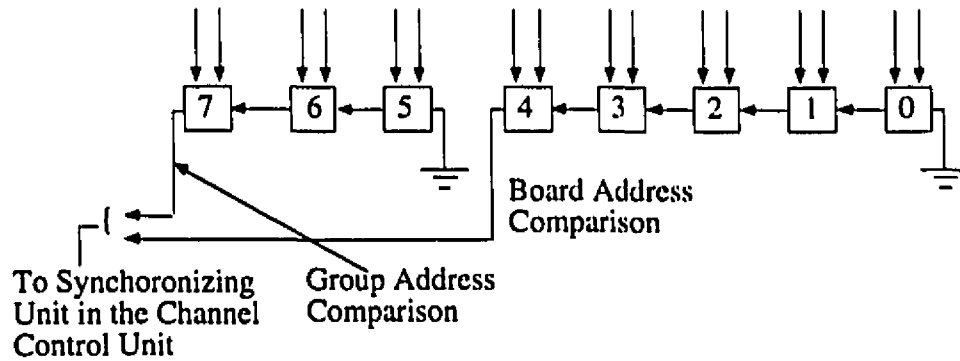 7 6 5 4 3 2 1 0
Board Address
Comparison
To Synchoronizing
Unit in the Channel
Control Unit
Group Address
Comparison